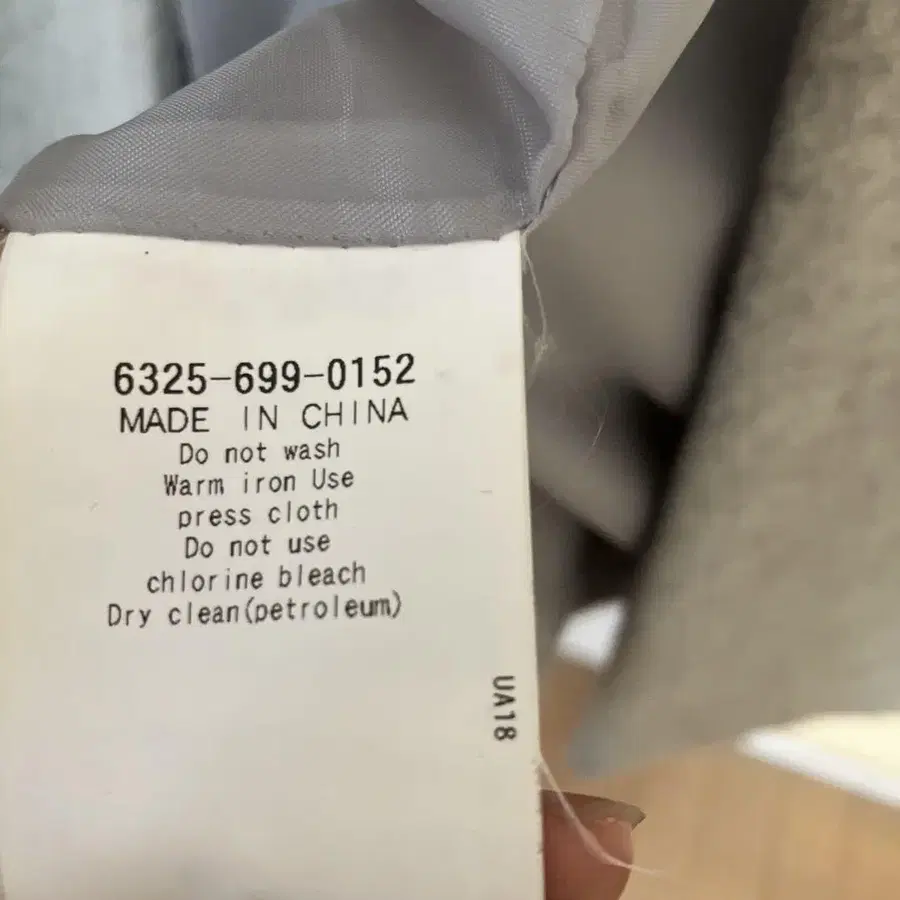 6325-699-0152
MADE IN CHINA
Do not wash
Warm iron Use
press cloth
Do not use
chlorine bleach
Dry clean(petroleum)
UA18